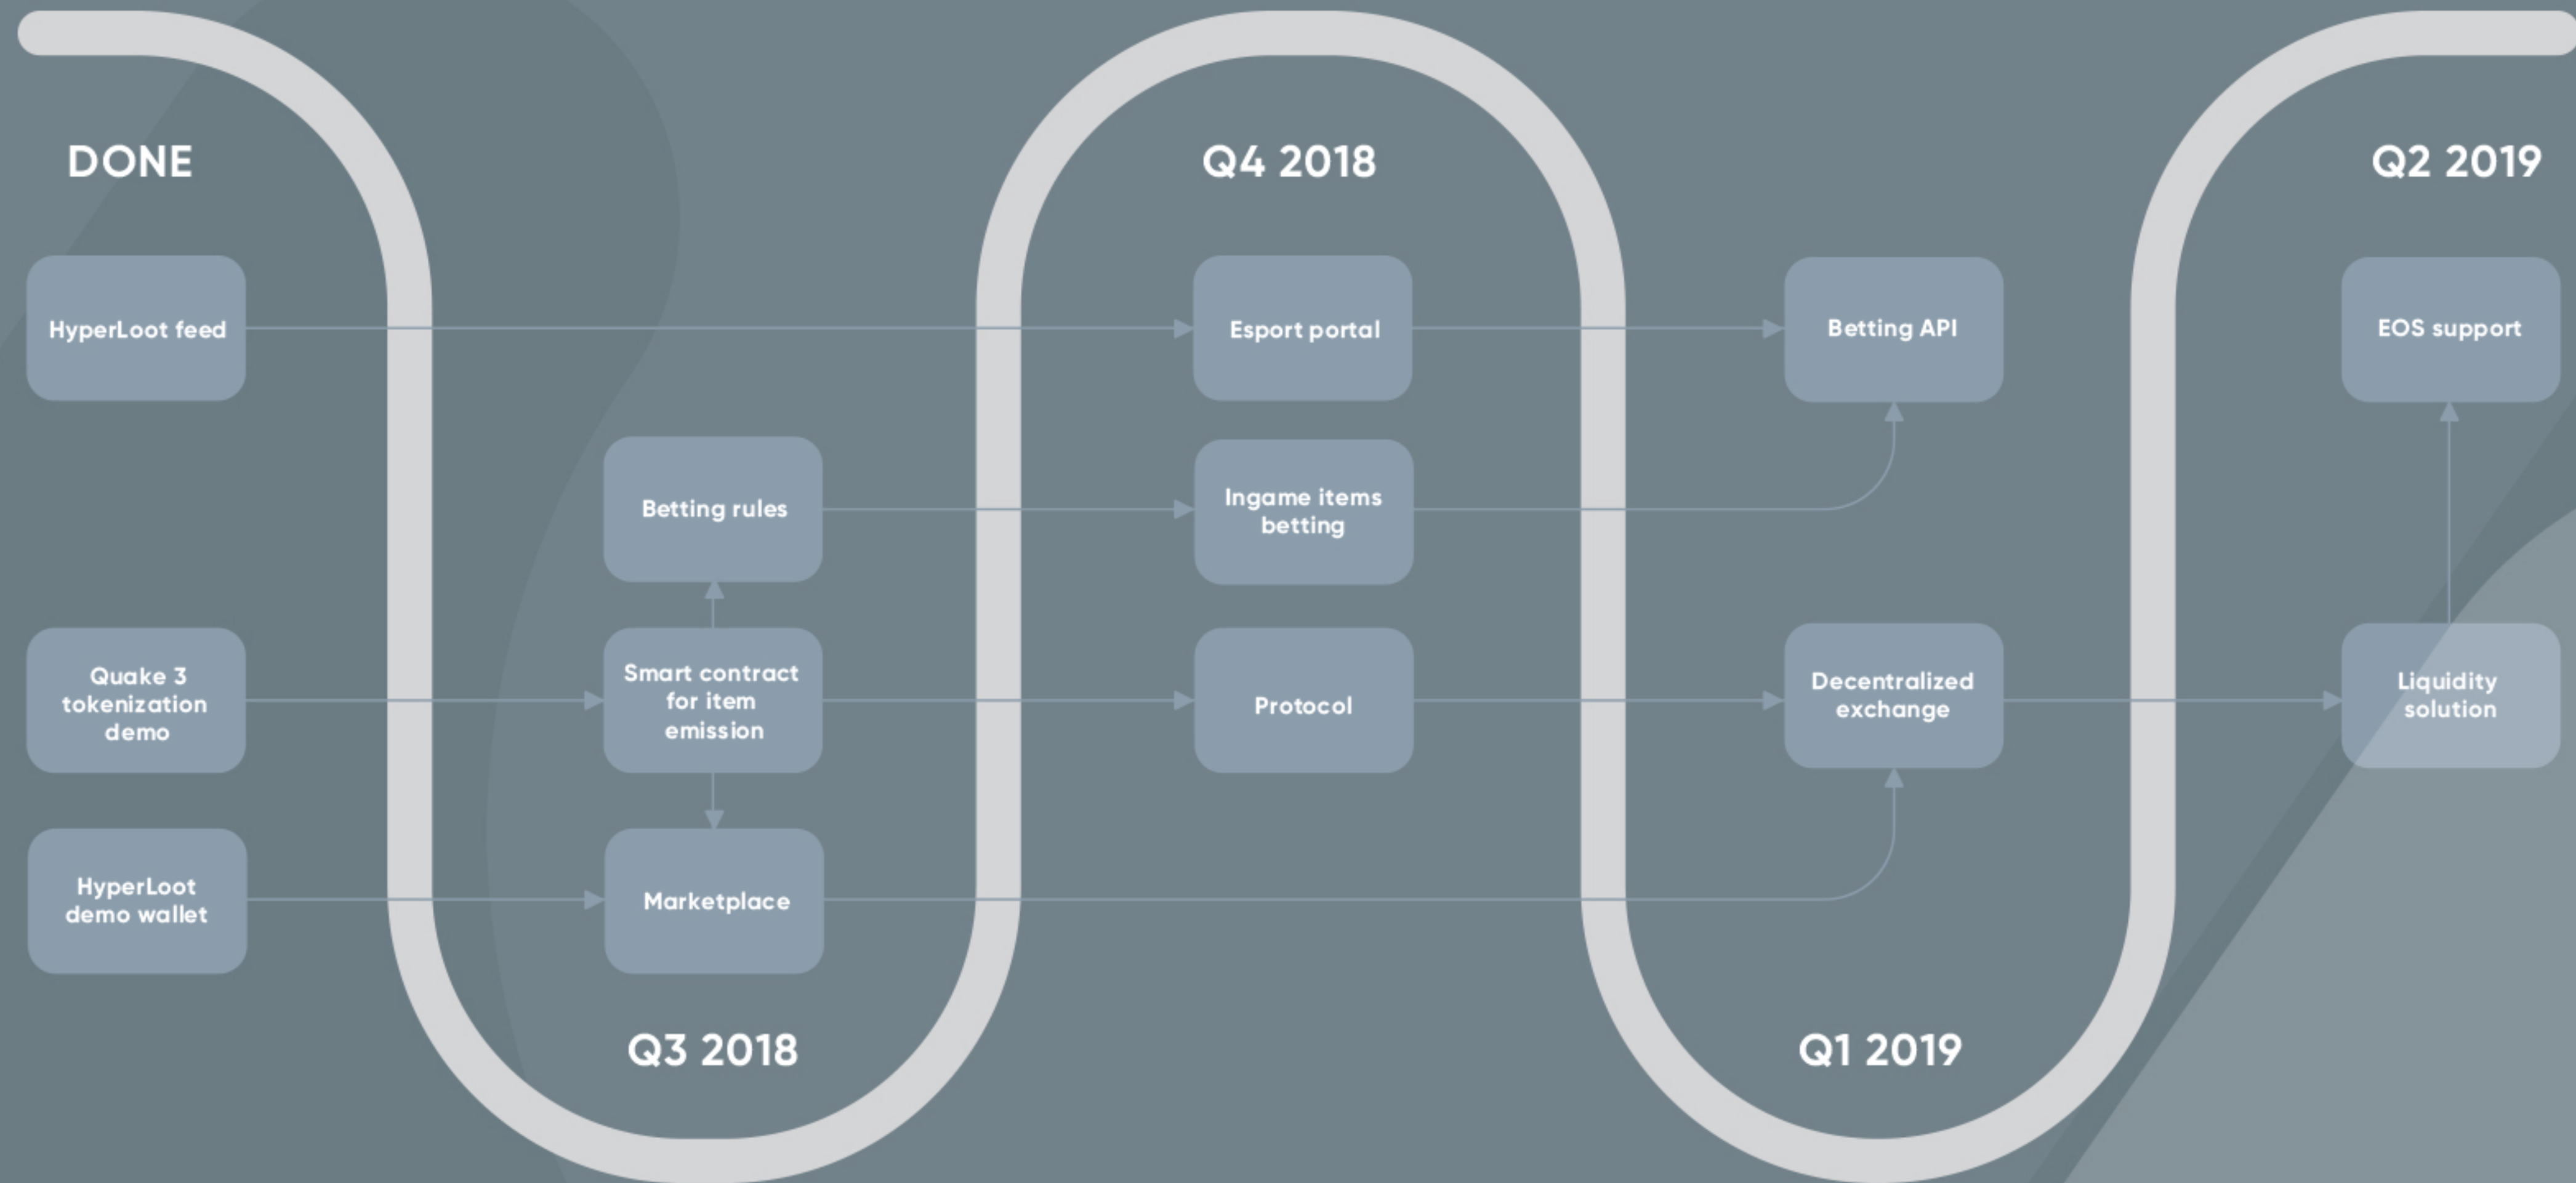 DONE
HyperLoot feed
Quake 3
tokenization
demo
HyperLoot
demo wallet
Betting rules
Smart contract
for item
emission
Marketplace
Q3 2018
Q4 2018
Esport portal
Ingame items
betting
Protocol
Betting API
Decentralized
exchange
Q1 2019
Q2 2019
EOS support
Liquidity
solution